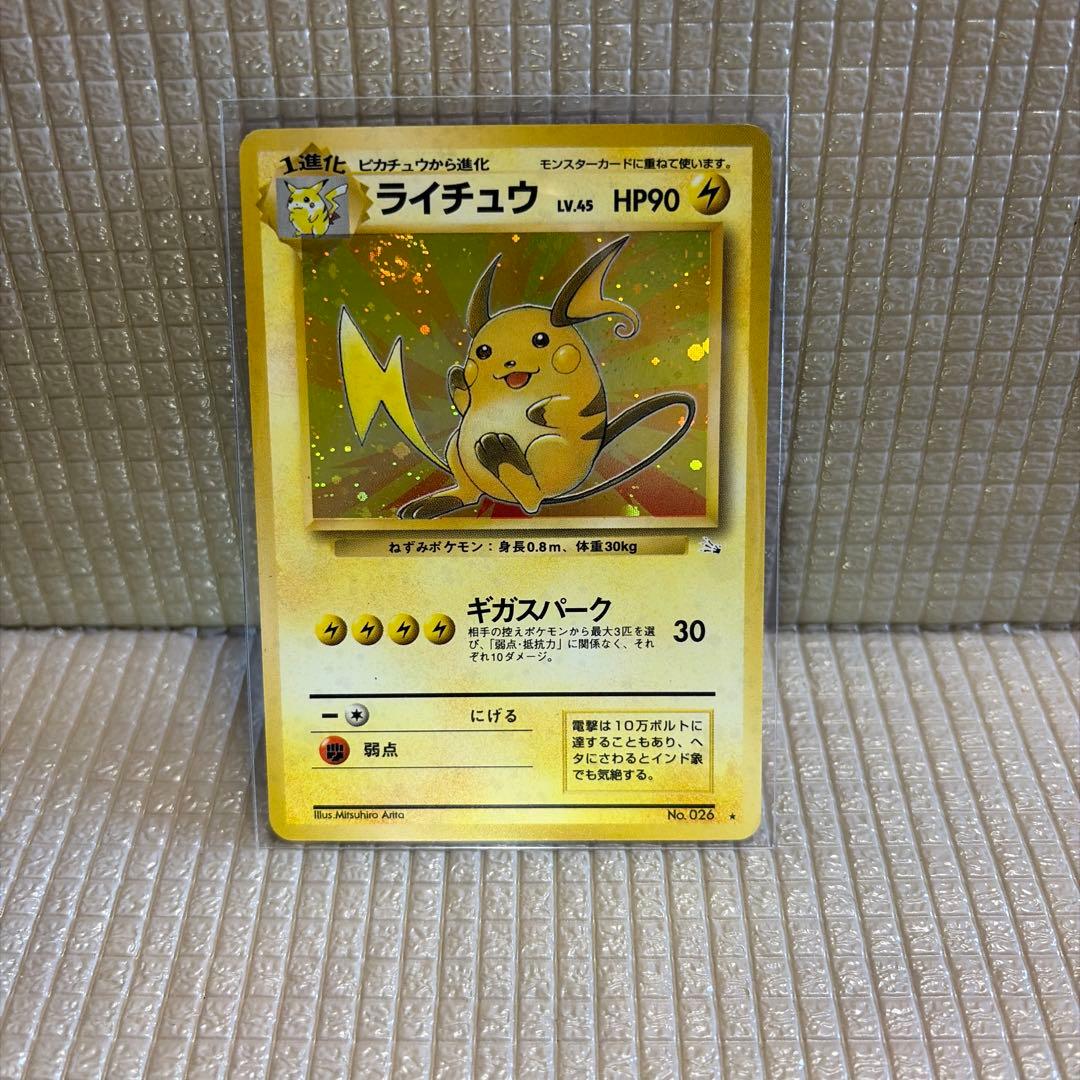 1進化 ピカチュウから進化 モンスターカードに重ねて使います。
ライチュウ LV.45 HP90
ねずみポケモン：身長0.8m、体重30kg
ギガスパーク 30
相手の控えポケモンから最大3匹を選
び、「弱点・抵抗力」に関係なく、それ
ぞれ10ダメージ。
ー にげる
弱点
電撃は10万ボルトに
達することもあり、ヘ
タにさわるとインド象
でも気絶する。
Illus.Mitsuhiro Arita No. 026 ★